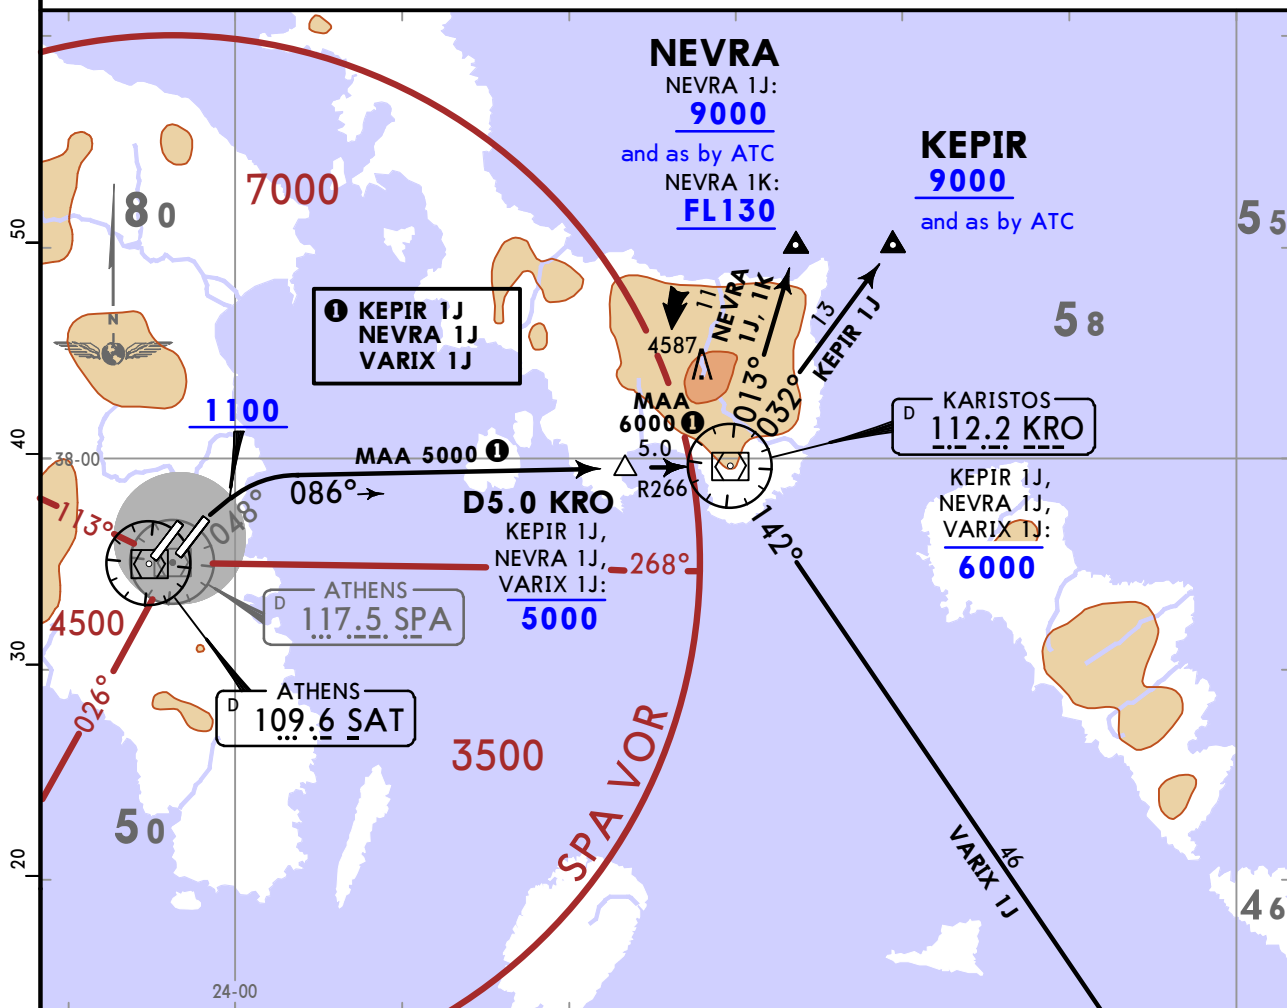 NEVRA
NEVRA 1J:
9000
and as by ATC
NEVRA 1K:
FL130
KEPIR
9000
and as by ATC
7000
80
55
50
N
1 KEPIR 1J
NEVRA 1J
VARIX 1J
58
11
NEVRA
1J, 1K
13
KEPIR 1J
4587
013°
032°
1100
MAA
6000 1
KARISTOS
D 112.2 KRO
40
38-00
MAA 5000 1
5.0
R266
086°
D5.0 KRO
KEPIR 1J,
NEVRA 1J,
VARIX 1J:
5000
KEPIR 1J,
NEVRA 1J,
VARIX 1J:
6000
113°
048°
142°
268°
ATHENS
D 117.5 SPA
4500
30
026°
ATHENS
D 109.6 SAT
3500
SPA VOR
50
20
46
VARIX 1J
46
24-00